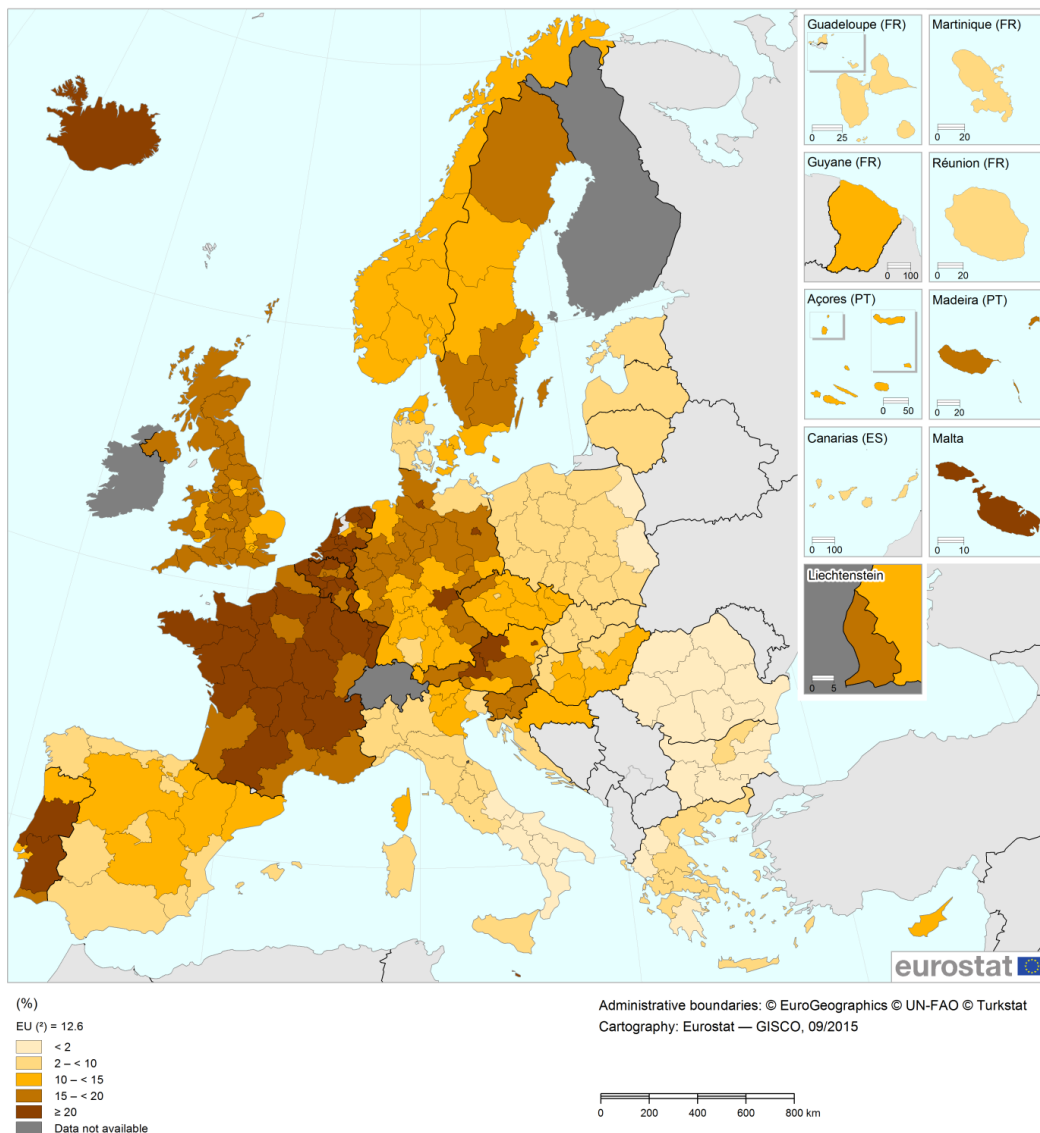 Guadeloupe (FR)
0 25
Martinique (FR)
0 20
Guyane (FR)
0 100
Réunion (FR)
0 20
Açores (PT)
0 50
Madeira (PT)
0 20
Canarias (ES)
0 100
Malta
0 10
Liechtenstein
0 5
eurostat
(%)
EU (²) = 12.6
< 2
2 – < 10
10 – < 15
15 – < 20
≥ 20
Data not available
Administrative boundaries: © EuroGeographics © UN-FAO © Turkstat
Cartography: Eurostat — GISCO, 09/2015
0 200 400 600 800 km